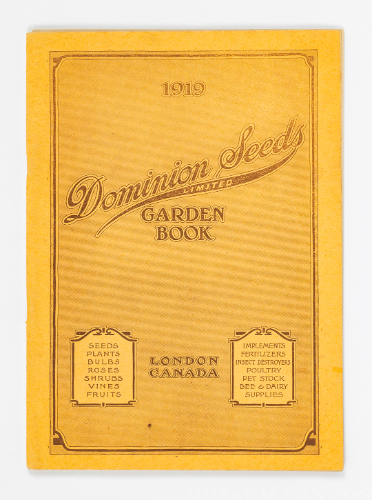 1919
Dominion Seeds
LIMITED
GARDEN
BOOK
SEEDS
PLANTS
BULBS
ROSES
SHRUBS
VINES
FRUITS
LONDON
CANADA
IMPLEMENTS
FERTILIZERS
INSECT DESTROYERS
POULTRY
PET STOCK
BEE & DAIRY
SUPPLIES